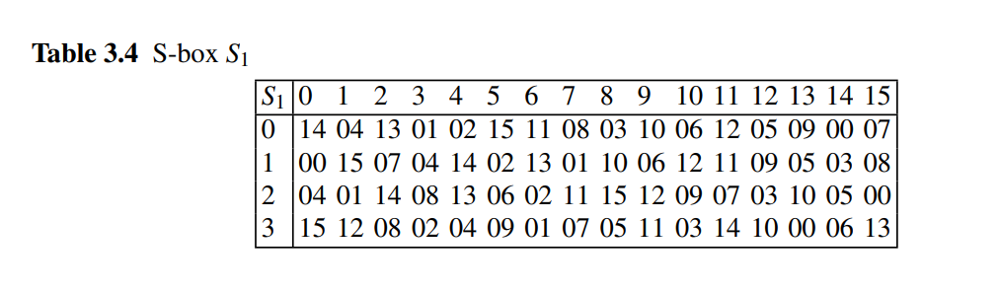 Table 3.4 S-box S1
S1 0 1 2 3 4 5 6 7 8 9 10 11 12 13 14 15
0 14 04 13 01 02 15 11 08 03 10 06 12 05 09 00 07
1 00 15 07 04 14 02 13 01 10 06 12 11 09 05 03 08
2 04 01 14 08 13 06 02 11 15 12 09 07 03 10 05 00
3 15 12 08 02 04 09 01 07 05 11 03 14 10 00 06 13